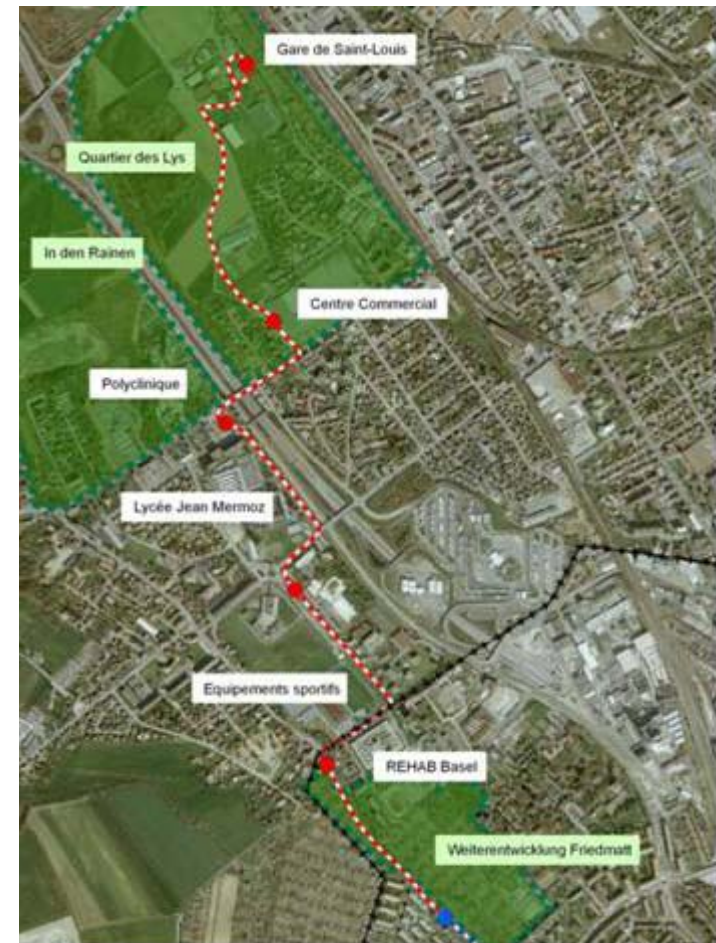 Gare de Saint-Louis
Quartier des Lys
In den Rainen
Centre Commercial
Polyclinique
Lycée Jean Mermoz
Equipements sportifs
REHAB Basel
Weiterentwicklung Friedmatt